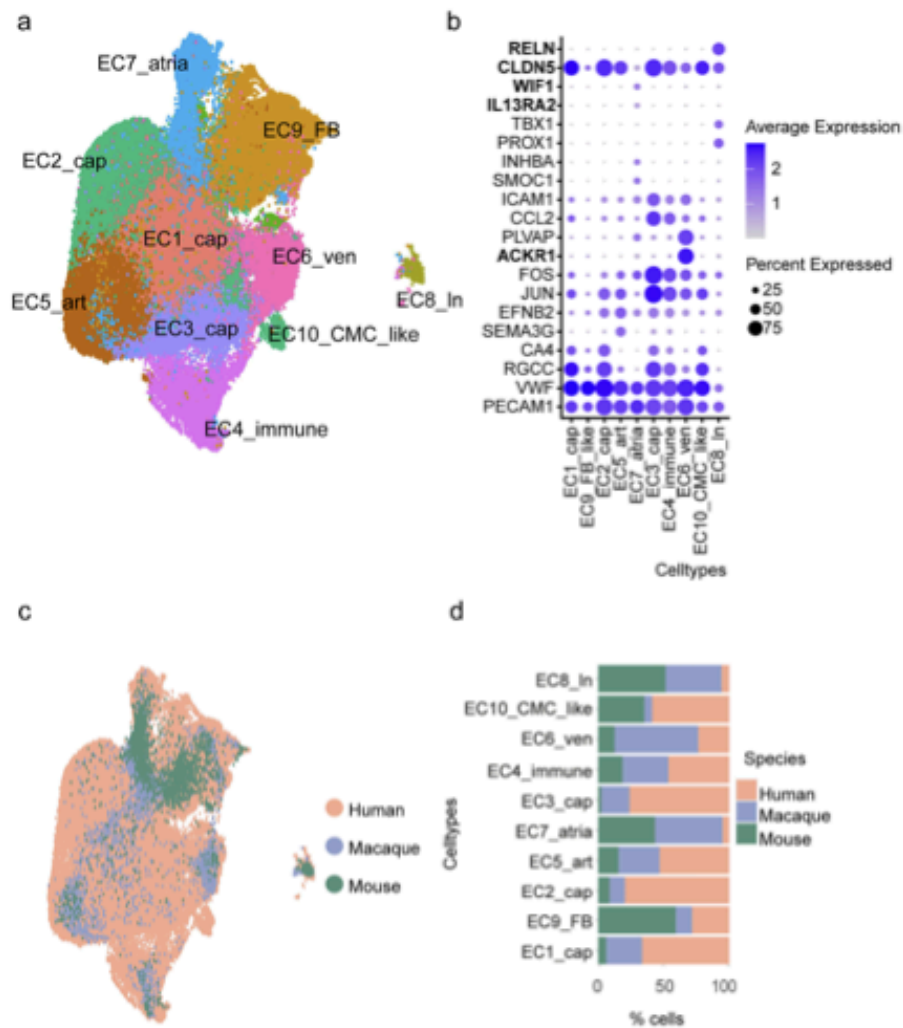 a
EC7_atria
EC9_FB
EC2_cap
EC1_cap
EC6_ven
EC5_art
EC8_ln
EC3_cap
EC10_CMC_like
EC4_immune
b
RELN
CLDN5
WIF1
IL13RA2
TBX1
PROX1
INHBA
SMOC1
ICAM1
CCL2
PLVAP
ACKR1
FOS
JUN
EFNB2
SEMA3G
CA4
RGCC
VWF
PECAM1
EC1_cap
EC9_FB_like
EC2_cap
EC5_art
EC7_atria
EC3_cap
EC4_immune
EC6_ven
EC10_CMC_like
EC8_ln
Celltypes
Average Expression
2
1
Percent Expressed
25
50
75
c
Human
Macaque
Mouse
d
Celltypes
EC8_ln
EC10_CMC_like
EC6_ven
EC4_immune
EC3_cap
EC7_atria
EC5_art
EC2_cap
EC9_FB
EC1_cap
0 50 100
% cells
Species
Human
Macaque
Mouse